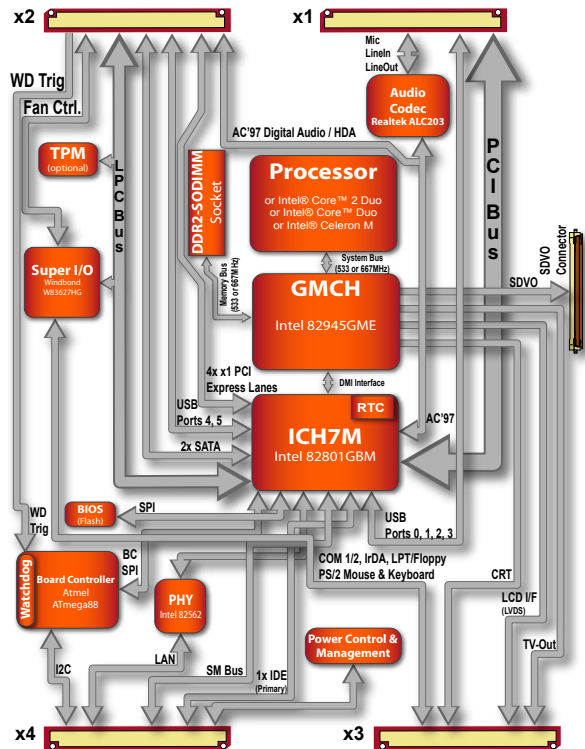 x2
x1
Mic
LineIn
LineOut
WD Trig
Fan Ctrl.
Audio
Codec
Realtek ALC203
AC'97 Digital Audio / HDA
TPM
(optional)
LPC Bus
DDR2-SODIMM
Socket
Processor
or Intel® Core™ 2 Duo
or Intel® Core™ Duo
or Intel® Celeron M
PCI Bus
Super I/O
Windbond
W83627HG
Memory Bus
(533 or 667MHz)
System Bus
(533 or 667MHz)
SDVO
Connector
SDVO
GMCH
Intel 82945GME
4x x1 PCI
Express Lanes
DMI Interface
USB
Ports 4, 5
RTC
AC'97
ICH7M
Intel 82801GBM
2x SATA
BIOS
(Flash)
SPI
WD
Trig
USB
Ports 0, 1, 2, 3
BC
SPI
COM 1/2, IrDA, LPT/Floppy
PS/2 Mouse & Keyboard
CRT
Watchdog
Board Controller
Atmel
ATmega88
PHY
Intel 82562
LCD I/F
(LVDS)
Power Control &
Management
TV-Out
I2C
LAN
SM Bus
1x IDE
(Primary)
x4
x3